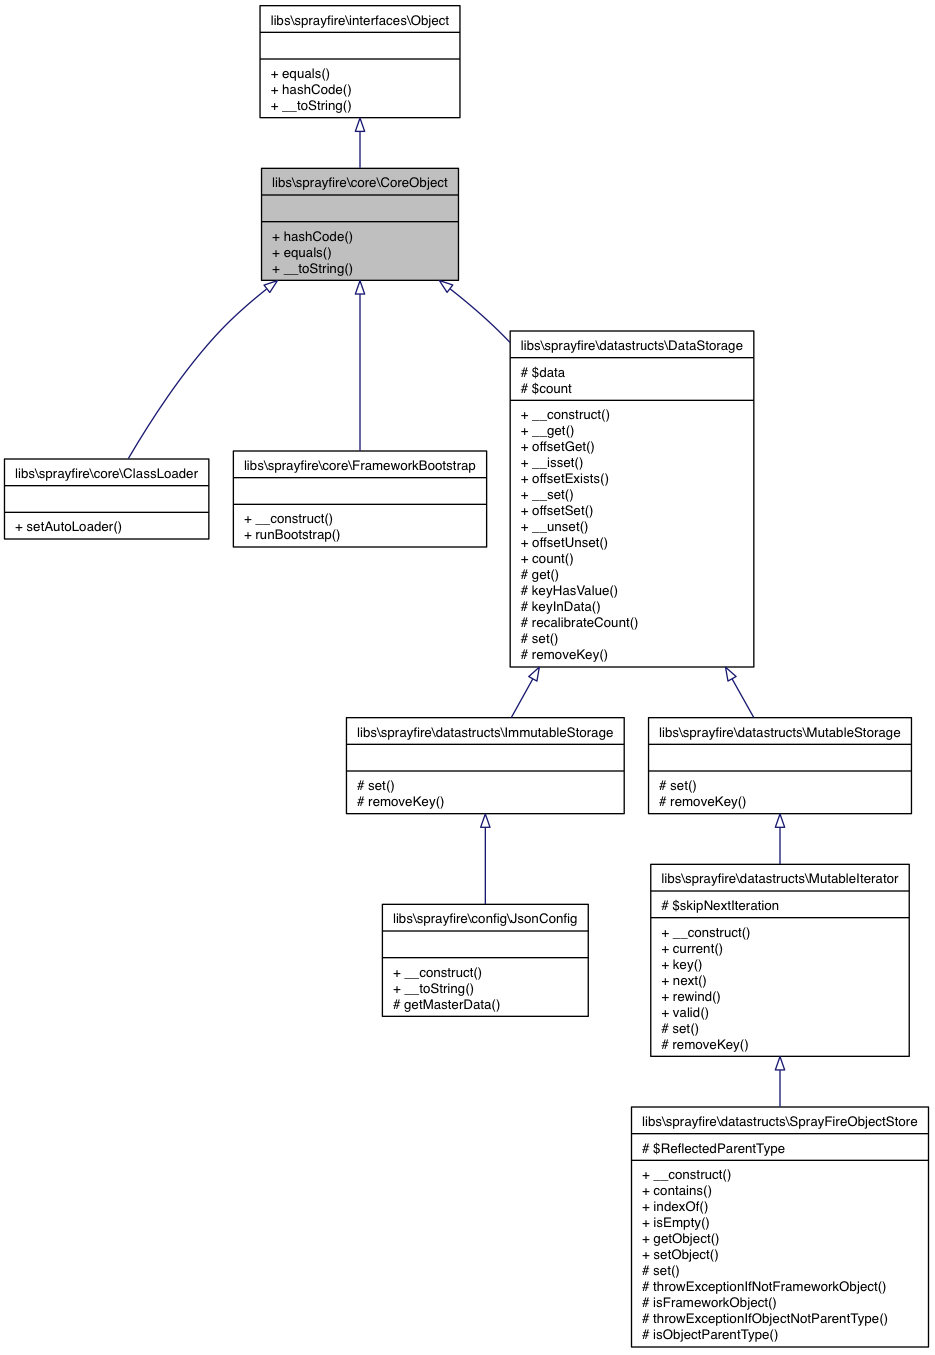 libs\sprayfire\interfaces\Object
+ equals()
+ hashCode()
+ __toString()
libs\sprayfire\core\CoreObject
+ hashCode()
+ equals()
+ __toString()
libs\sprayfire\datastructs\DataStorage
# $data
# $count
+ __construct()
+ __get()
+ offsetGet()
+ __isset()
+ offsetExists()
+ __set()
+ offsetSet()
+ __unset()
+ offsetUnset()
+ count()
# get()
# keyHasValue()
# keyInData()
# recalibrateCount()
# set()
# removeKey()
libs\sprayfire\core\ClassLoader
+ setAutoLoader()
libs\sprayfire\core\FrameworkBootstrap
+ __construct()
+ runBootstrap()
libs\sprayfire\datastructs\ImmutableStorage
# set()
# removeKey()
libs\sprayfire\datastructs\MutableStorage
# set()
# removeKey()
libs\sprayfire\config\JsonConfig
+ __construct()
+ __toString()
# getMasterData()
libs\sprayfire\datastructs\MutableIterator
# $skipNextIteration
+ __construct()
+ current()
+ key()
+ next()
+ rewind()
+ valid()
# set()
# removeKey()
libs\sprayfire\datastructs\SprayFireObjectStore
# $ReflectedParentType
+ __construct()
+ contains()
+ indexOf()
+ isEmpty()
+ getObject()
+ setObject()
# set()
# throwExceptionIfNotFrameworkObject()
# isFrameworkObject()
# throwExceptionIfObjectNotParentType()
# isObjectParentType()